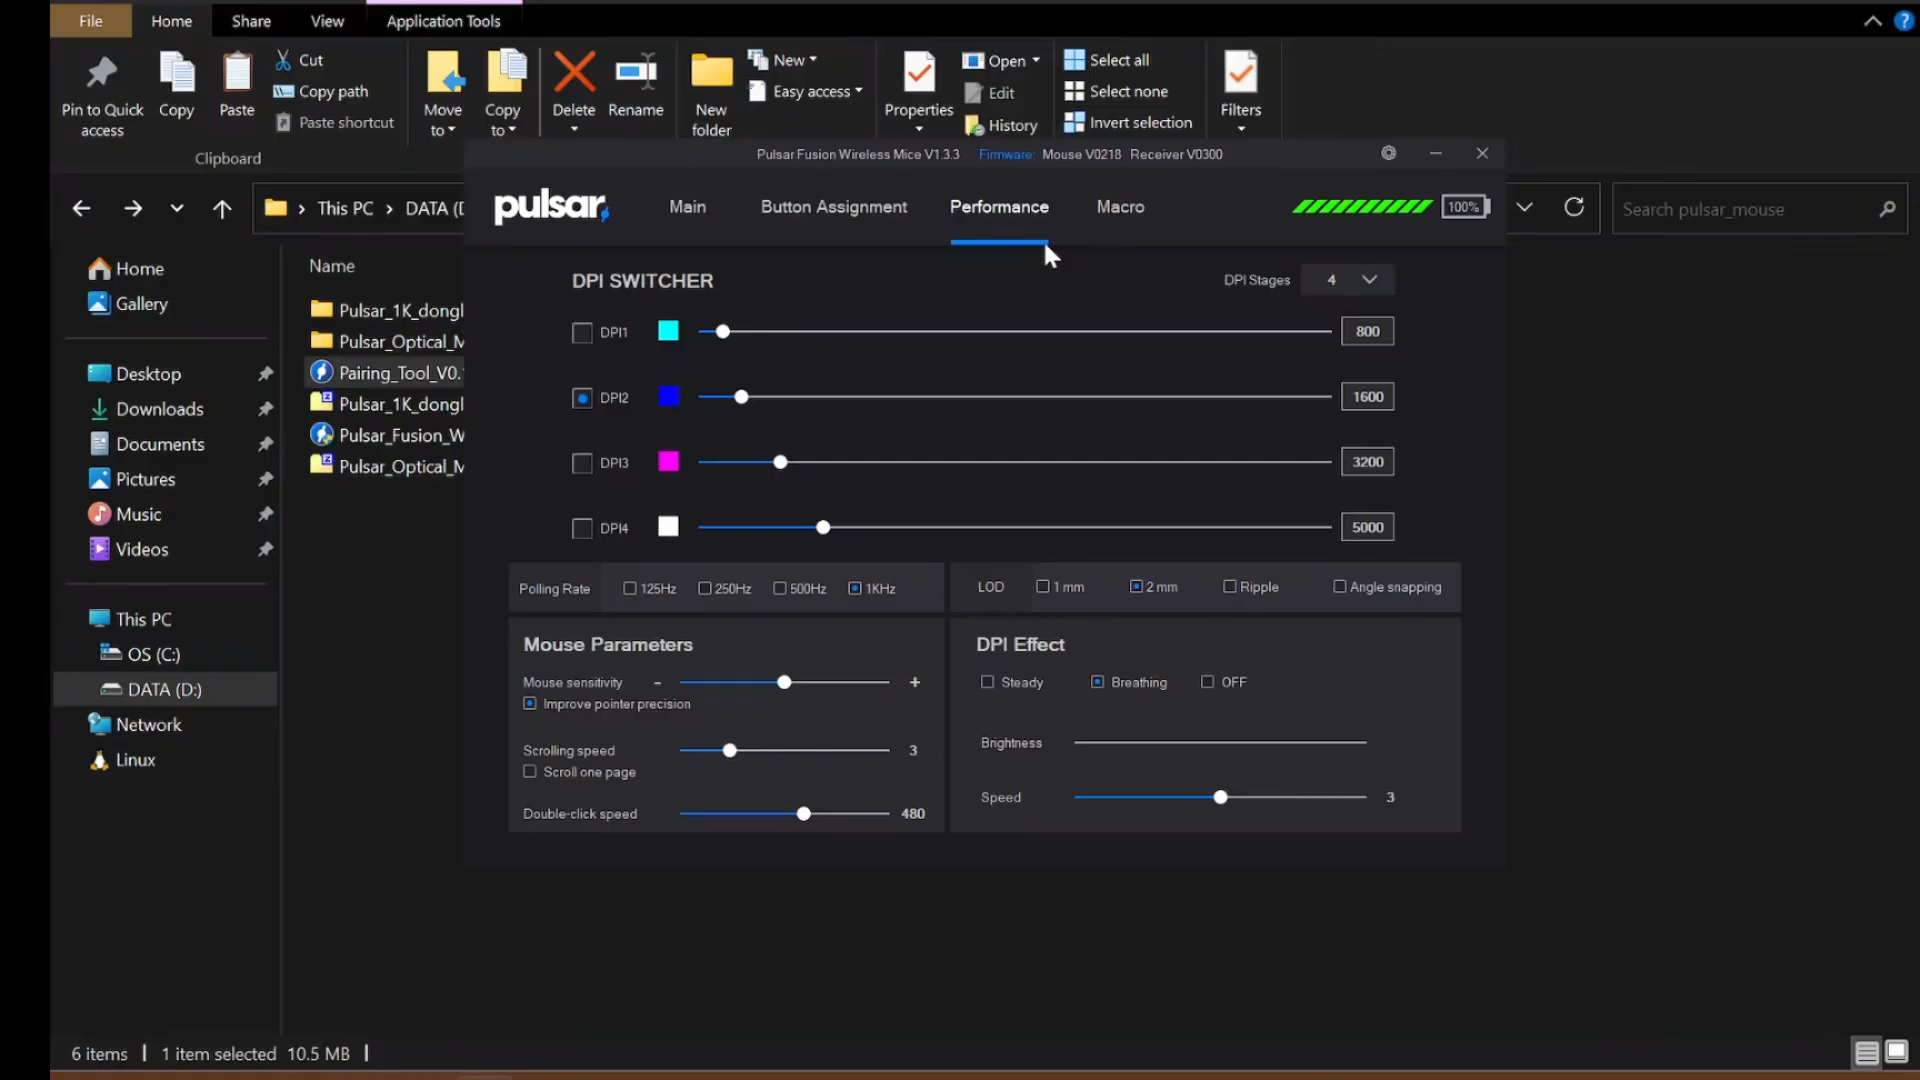 File
Home
Share
View
Application Tools
Pin to Quick access
Copy
Paste
Cut
Copy path
Paste shortcut
Clipboard
Move to
Copy to
Delete
Rename
New folder
New
Easy access
Properties
Open
Edit
History
Select all
Select none
Invert selection
Filters
Pulsar Fusion Wireless Mice V1.3.3 Firmware: Mouse V0218 Receiver V0300
This PC
DATA (D
pulsar
Main
Button Assignment
Performance
Macro
100%
Search pulsar_mouse
Home
Gallery
Desktop
Downloads
Documents
Pictures
Music
Videos
This PC
OS (C:)
DATA (D:)
Network
Linux
Name
Pulsar_1K_dongl
Pulsar_Optical_M
Pairing_Tool_V0.
Pulsar_1K_dongl
Pulsar_Fusion_W
Pulsar_Optical_M
DPI SWITCHER
DPI Stages 4
DPI1 800
DPI2 1600
DPI3 3200
DPI4 5000
Polling Rate 125Hz 250Hz 500Hz 1KHz
LOD 1 mm 2 mm Ripple Angle snapping
Mouse Parameters
Mouse sensitivity - +
Improve pointer precision
Scrolling speed 3
Scroll one page
Double-click speed 480
DPI Effect
Steady Breathing OFF
Brightness
Speed 3
6 items 1 item selected 10.5 MB